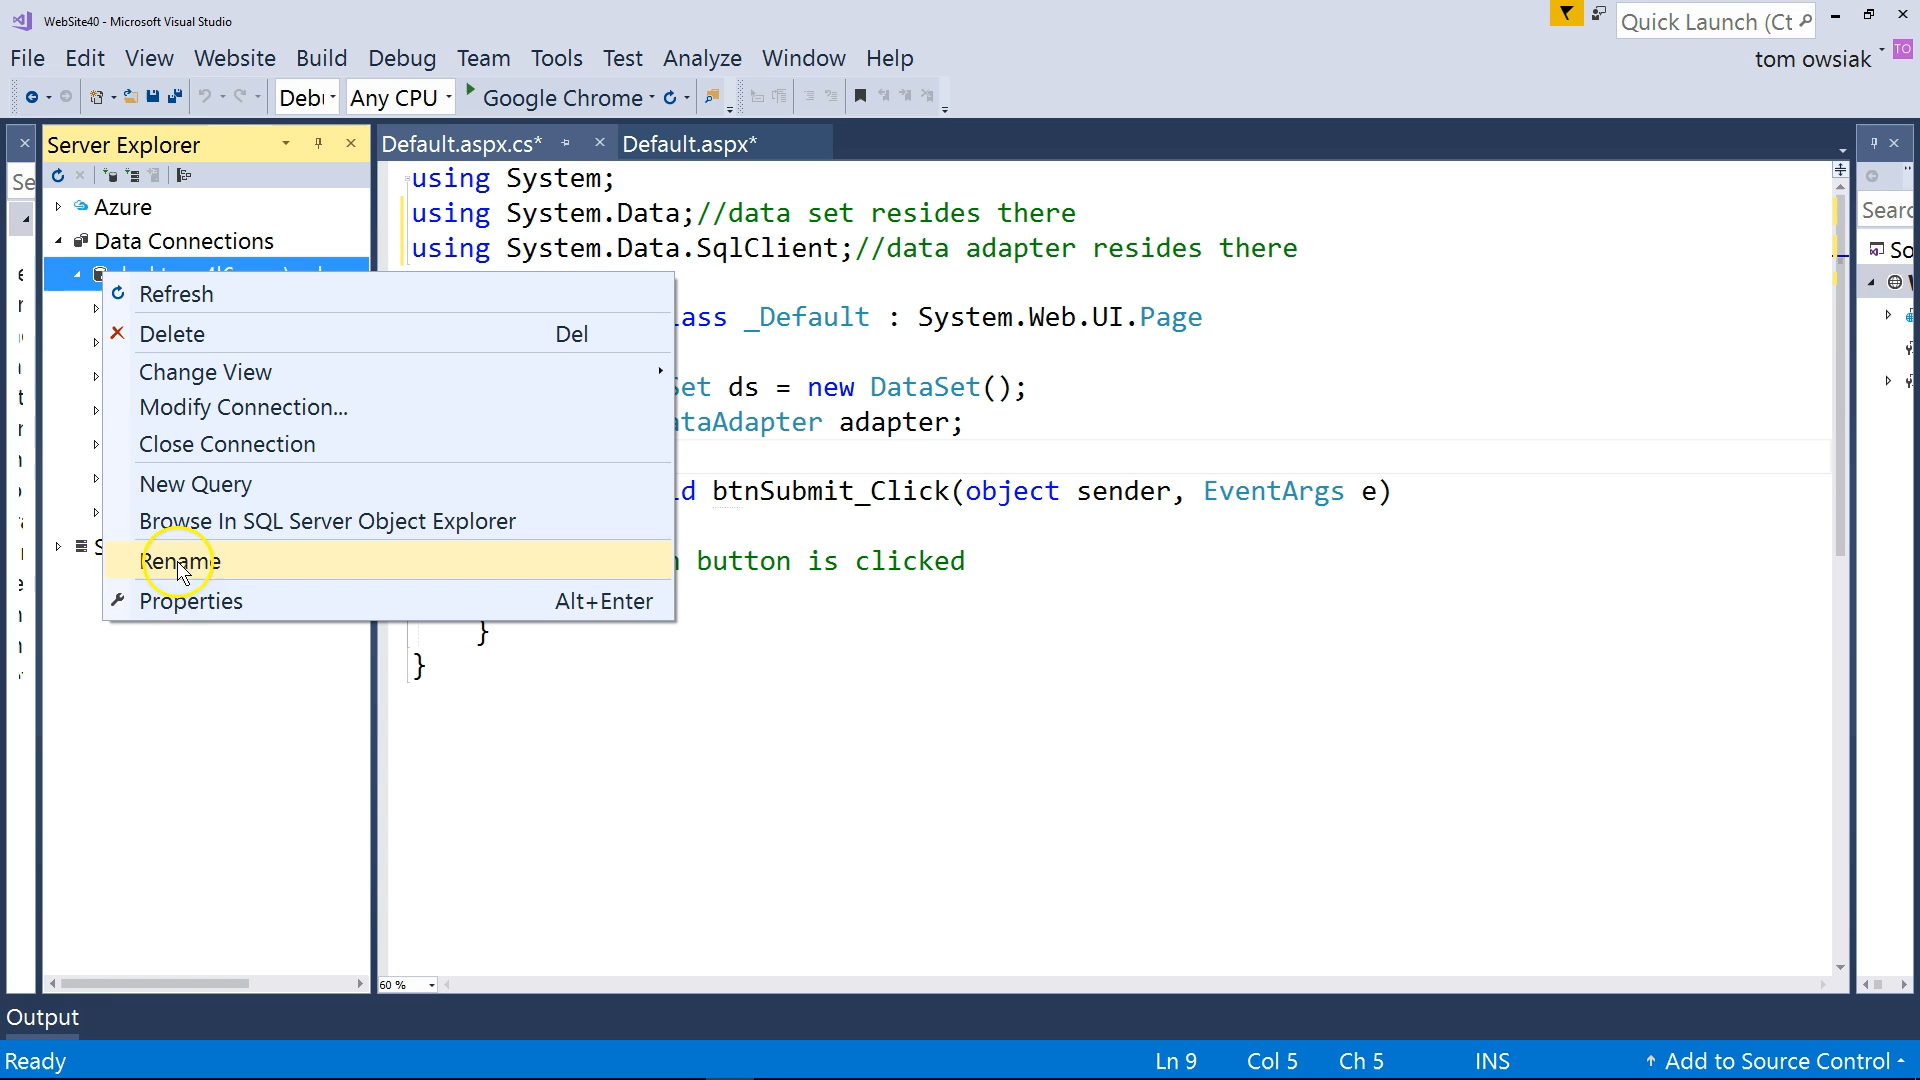 WebSite40 - Microsoft Visual Studio
Quick Launch (Ct
File Edit View Website Build Debug Team Tools Test Analyze Window Help
tom owsiak
TO
Any CPU
Google Chrome
Server Explorer
Default.aspx.cs*
Default.aspx*
Se
Azure
Data Connections
Refresh
Delete Del
Change View
Modify Connection...
Close Connection
New Query
Browse In SQL Server Object Explorer
Rename
Properties Alt+Enter
using System;
using System.Data;//data set resides there
using System.Data.SqlClient;//data adapter resides there
ass _Default : System.Web.UI.Page
Set ds = new DataSet();
taAdapter adapter;
d btnSubmit_Click(object sender, EventArgs e)
button is clicked
}
}
Searc
So
60 %
Output
Ready
Ln 9 Col 5 Ch 5 INS
Add to Source Control